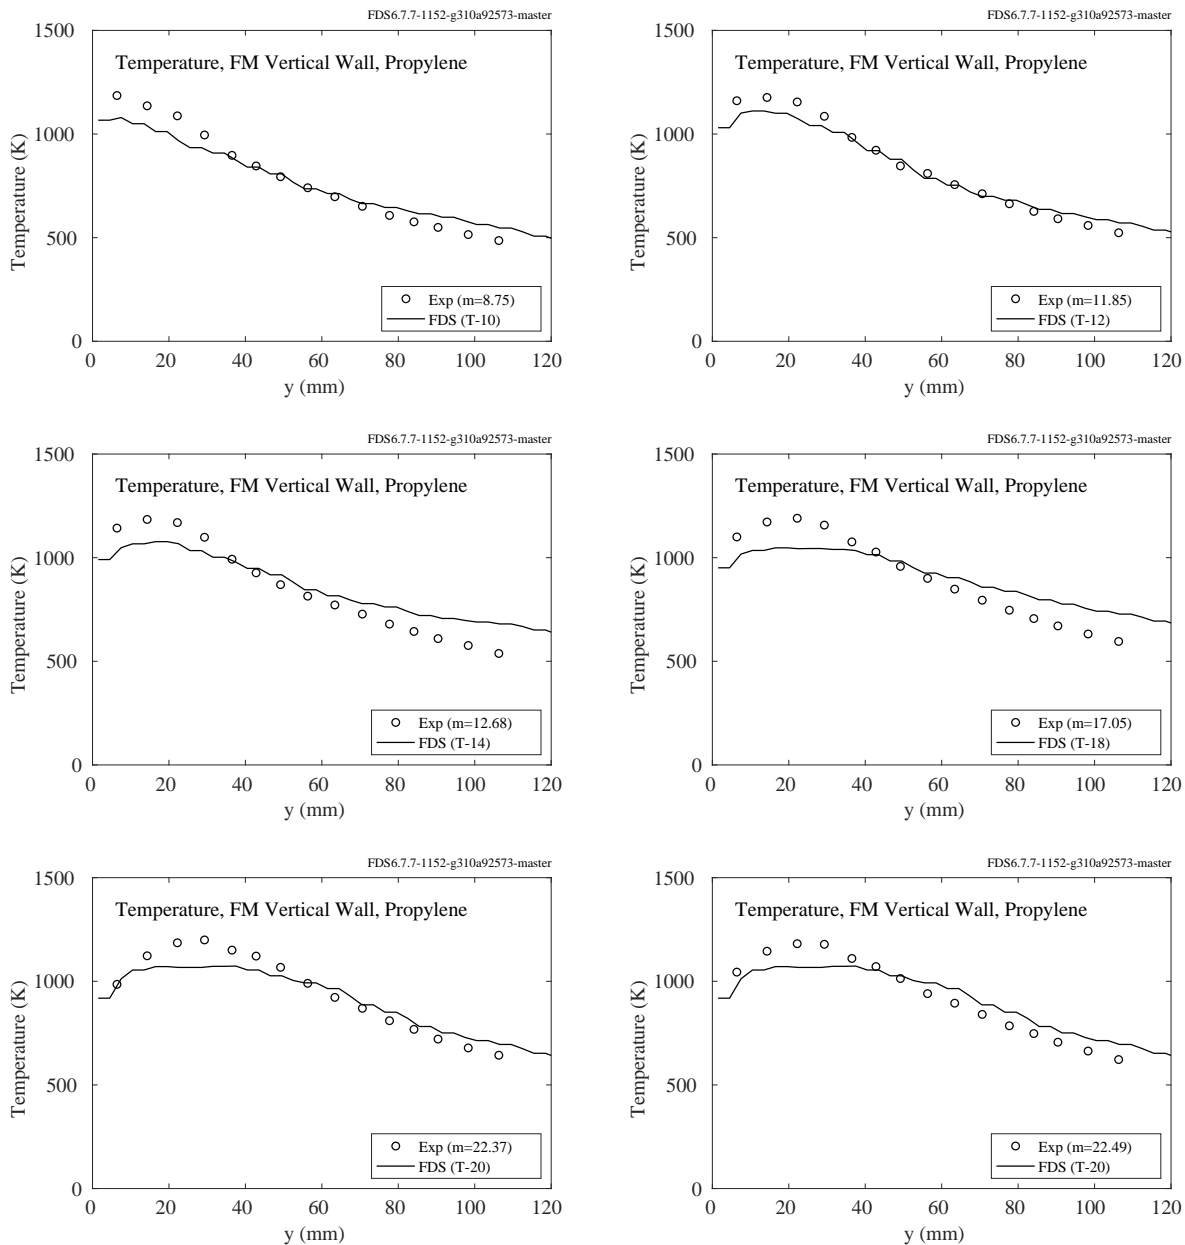 FDS6.7.7-1152-g310a92573-master
Temperature, FM Vertical Wall, Propylene
Temperature (K)
1500
1000
500
0
Exp (m=8.75)
FDS (T-10)
0 20 40 60 80 100 120
y (mm)
FDS6.7.7-1152-g310a92573-master
Temperature, FM Vertical Wall, Propylene
Temperature (K)
1500
1000
500
0
Exp (m=11.85)
FDS (T-12)
0 20 40 60 80 100 120
y (mm)
FDS6.7.7-1152-g310a92573-master
Temperature, FM Vertical Wall, Propylene
Temperature (K)
1500
1000
500
0
Exp (m=12.68)
FDS (T-14)
0 20 40 60 80 100 120
y (mm)
FDS6.7.7-1152-g310a92573-master
Temperature, FM Vertical Wall, Propylene
Temperature (K)
1500
1000
500
0
Exp (m=17.05)
FDS (T-18)
0 20 40 60 80 100 120
y (mm)
FDS6.7.7-1152-g310a92573-master
Temperature, FM Vertical Wall, Propylene
Temperature (K)
1500
1000
500
0
Exp (m=22.37)
FDS (T-20)
0 20 40 60 80 100 120
y (mm)
FDS6.7.7-1152-g310a92573-master
Temperature, FM Vertical Wall, Propylene
Temperature (K)
1500
1000
500
0
Exp (m=22.49)
FDS (T-20)
0 20 40 60 80 100 120
y (mm)